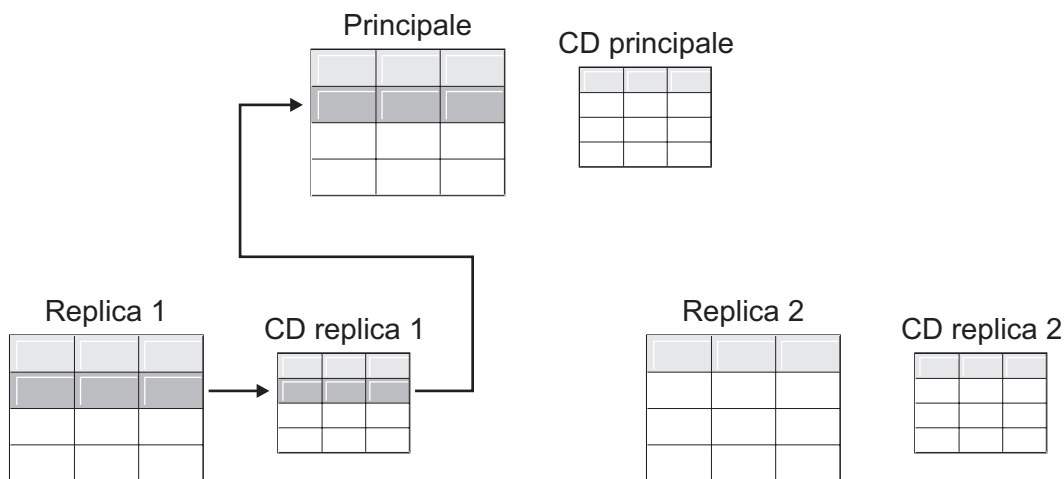 Principale
CD principale
Replica 1
CD replica 1
Replica 2
CD replica 2